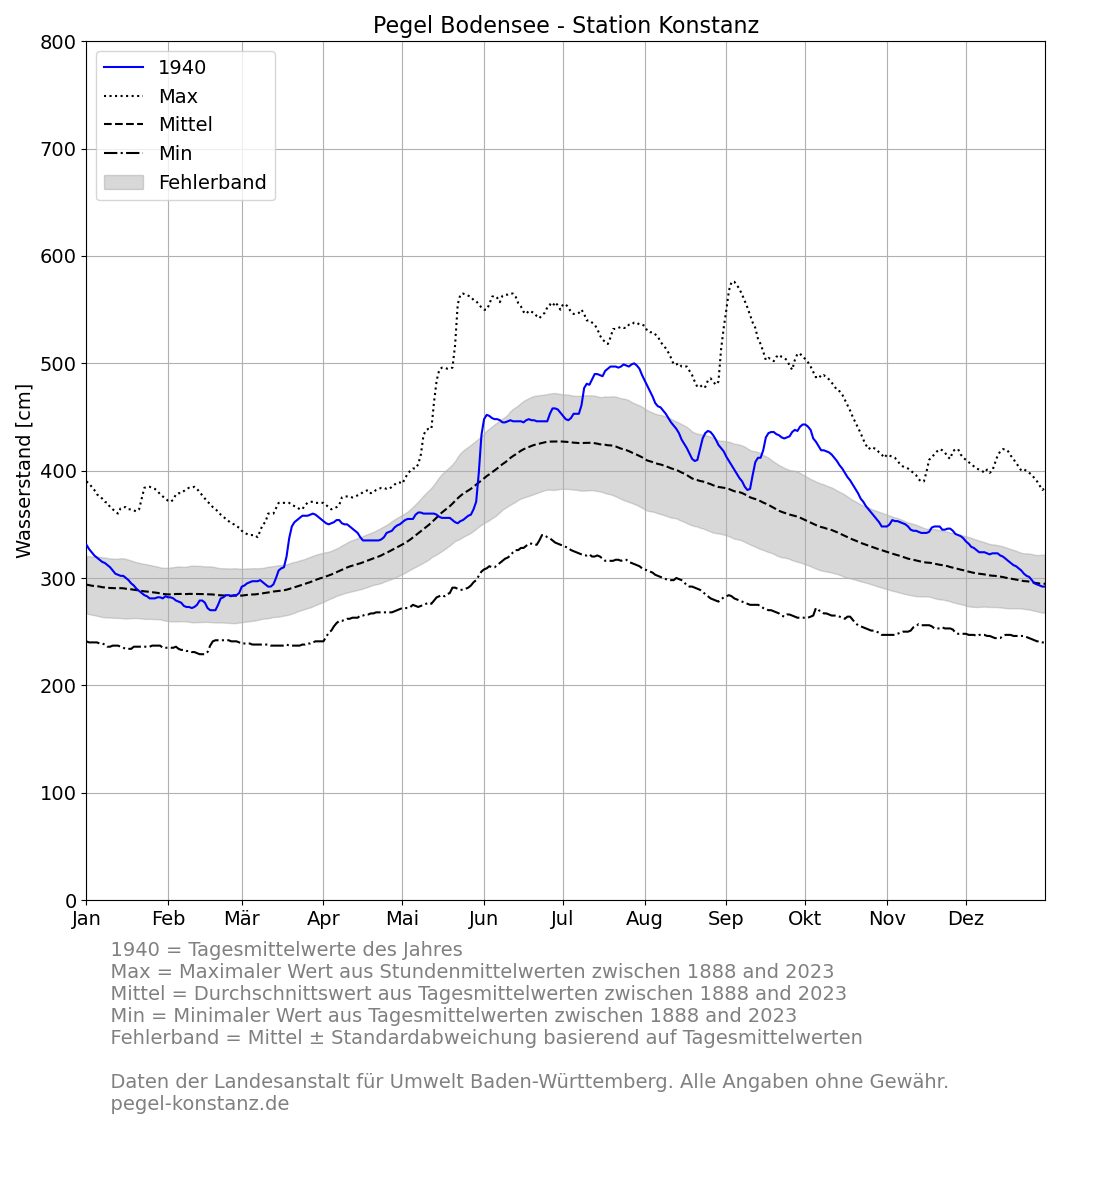 Pegel Bodensee - Station Konstanz
800
700
600
500
400
300
200
100
0
Wasserstand [cm]
1940
Max
Mittel
Min
Fehlerband
Jan Feb Mär Apr Mai Jun Jul Aug Sep Okt Nov Dez
1940 = Tagesmittelwerte des Jahres
Max = Maximaler Wert aus Stundenmittelwerten zwischen 1888 and 2023
Mittel = Durchschnittswert aus Tagesmittelwerten zwischen 1888 and 2023
Min = Minimaler Wert aus Tagesmittelwerten zwischen 1888 and 2023
Fehlerband = Mittel ± Standardabweichung basierend auf Tagesmittelwerten
Daten der Landesanstalt für Umwelt Baden-Württemberg. Alle Angaben ohne Gewähr.
pegel-konstanz.de